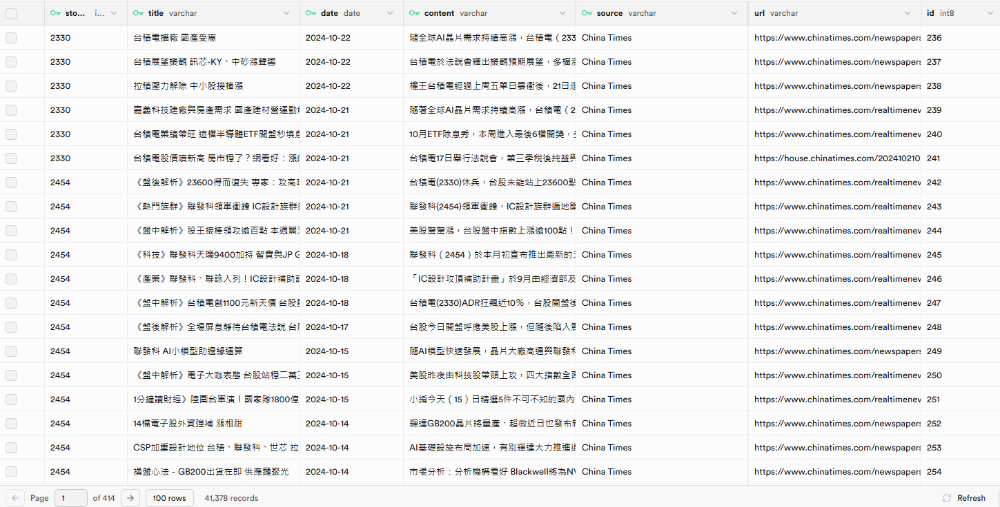 sto... i... title varchar date date content varchar source varchar url varchar id int8
2330 台積電擴廠 國產受惠 2024-10-22 隨全球AI晶片需求持續高漲，台積電（233 China Times https://www.chinatimes.com/newspapers 236
2330 台積展望樂觀 訊芯-KY、中砂漲聲響 2024-10-22 台積電於法說會釋出樂觀預期展望，多檔漲 China Times https://www.chinatimes.com/newspapers 237
2330 拉積壓力解除 中小股接棒漲 2024-10-22 權王台積電經過上周五單日暴衝後，21日走 China Times https://www.chinatimes.com/newspapers 238
2330 嘉義科技建廠與房產需求 國產建材營運動 2024-10-21 隨著全球AI晶片需求持續高漲，台積電（2 China Times https://www.chinatimes.com/realtimenew 239
2330 台積電業績帶旺 這檔半導體ETF開盤秒填息 2024-10-21 10月ETF除息秀，本周進入最後6檔開獎， China Times https://www.chinatimes.com/realtimenew 240
2330 台積電股價噴新高 房市穩了？網看好：漲 2024-10-21 台積電17日舉行法說會，第三季稅後純益與 China Times https://house.chinatimes.com/202410210 241
2454 《盤後解析》23600得而復失 專家：攻高 2024-10-21 台積電(2330)休兵，台股未能站上23600點 China Times https://www.chinatimes.com/realtimenew 242
2454 《熱門族群》聯發科領軍衝鋒 IC設計族群 2024-10-21 聯發科(2454)領軍衝鋒，IC設計族群遍地開 China Times https://www.chinatimes.com/realtimenew 243
2454 《盤中解析》股王接棒領攻逾百點 本週關 2024-10-21 美股驚驚漲，台股盤中指數上漲逾100點！ China Times https://www.chinatimes.com/realtimenew 244
2454 《科技》聯發科天璣9400加持 智寶與JP G 2024-10-18 聯發科（2454）於本月初宣布推出最新的天 China Times https://www.chinatimes.com/realtimenew 245
2454 《產業》聯發科、聯詠入列！IC設計補助 2024-10-18 「IC設計攻頂補助計畫」於9月由經濟部及 China Times https://www.chinatimes.com/realtimenew 246
2454 《盤中解析》台積電創1100元新天價 台股 2024-10-18 台積電(2330)ADR狂飆近10%，台股開盤後 China Times https://www.chinatimes.com/realtimenew 247
2454 《盤後解析》全場屏息靜待台積電法說 台 2024-10-17 台股今日開盤呼應美股上漲，但隨後陷入震 China Times https://www.chinatimes.com/realtimenew 248
2454 聯發科 AI小模型助邊緣運算 2024-10-15 隨AI模型快速發展，晶片大廠高通與聯發科 China Times https://www.chinatimes.com/newspapers 249
2454 《盤中解析》電子大咖表態 台股站穩二萬三 2024-10-15 美股昨夜由科技股帶頭上攻，四大指數全面 China Times https://www.chinatimes.com/realtimenew 250
2454 1分鐘讀財經》陸圍台軍演！國家隊1800億 2024-10-15 小編今天（15）日精選5件不可不知的國內 China Times https://www.chinatimes.com/realtimenew 251
2454 14檔電子股外資強補 漲相甜 2024-10-14 輝達GB200晶片將量產、超微近日也發布新 China Times https://www.chinatimes.com/newspapers 252
2454 CSP加重設計地位 台積、聯發科、世芯 拉 2024-10-14 AI基礎設施布局加速，有別輝達大力推進通 China Times https://www.chinatimes.com/newspapers 253
2454 操盤心法－GB200出貨在即 供應鏈聚光 2024-10-14 市場分析：分析機構看好 Blackwell將為NV China Times https://www.chinatimes.com/newspapers 254
Page 1 of 414 100 rows 41,378 records Refresh